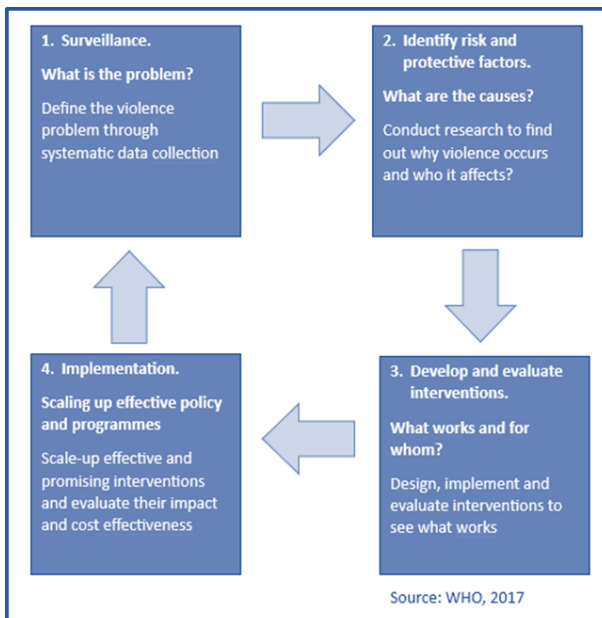 1. Surveillance.
What is the problem?
Define the violence
problem through
systematic data collection
2. Identify risk and
protective factors.
What are the causes?
Conduct research to find
out why violence occurs
and who it affects?
3. Develop and evaluate
interventions.
What works and for
whom?
Design, implement and
evaluate interventions to
see what works
4. Implementation.
Scaling up effective policy
and programmes
Scale-up effective and
promising interventions
and evaluate their impact
and cost effectiveness
Source: WHO, 2017